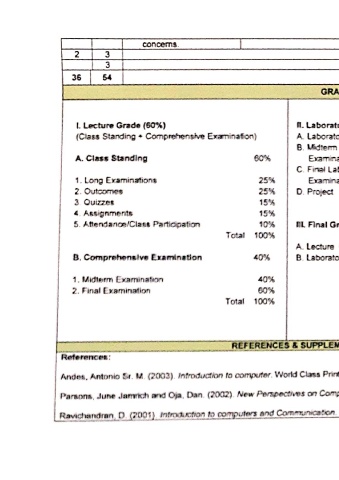 concerns.
2 3
3
36 54
GRA
I. Lecture Grade (60%)
(Class Standing + Comprehensive Examination)
A. Class Standing 60%
1. Long Examinations 25%
2. Outcomes 25%
3. Quizzes 15%
4. Assignments 15%
5. Attendance/Class Participation 10%
Total 100%
B. Comprehensive Examination 40%
1. Midterm Examination 40%
2. Final Examination 60%
Total 100%
II. Laborato
A. Laborato
B. Midterm
Examina
C. Final Lab
Examina
D. Project
III. Final Gr
A. Lecture
B. Laborato
REFERENCES & SUPPLEM
References:
Andes, Antonio Sr. M. (2003). Introduction to computer. World Class Print
Parsons, June Jamrich and Oja, Dan. (2002). New Perspectives on Comp
Ravichandran, D. (2001). Introduction to computers and Communication.